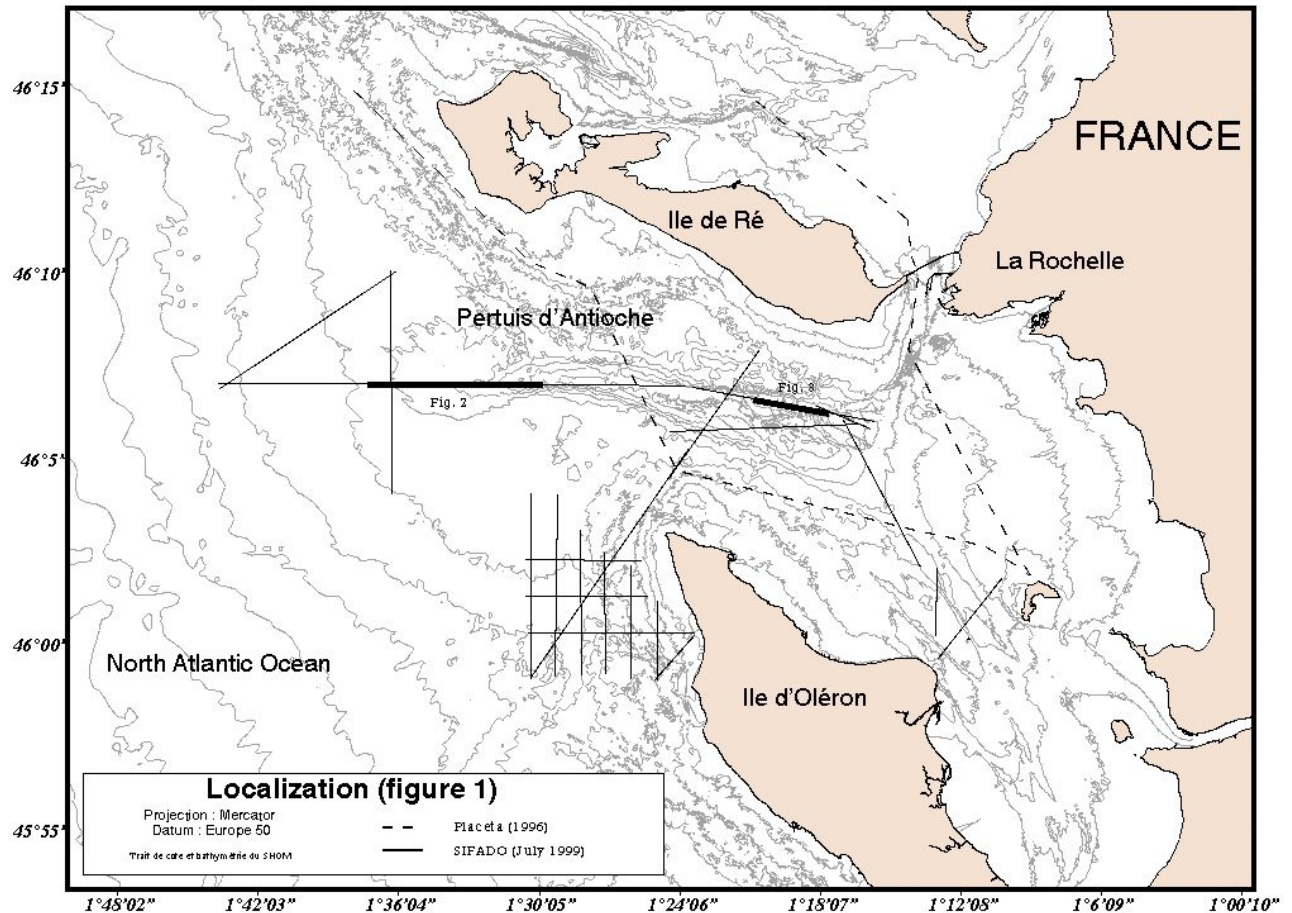 46°15"
FRANCE
Ile de Ré
46°10"
La Rochelle
Pertuis d'Antioche
Fig. 2
Fig. 3
46°5"
46°00"
North Atlantic Ocean
Ile d'Oléron
Localization (figure 1)
Projection : Mercator
Datum : Europe 50
Trait de cote et bathymétrie du SHOM
Placeta (1996)
SIFADO (July 1999)
45°55"
1°48'02" 1°42'03" 1°36'04" 1°30'05" 1°24'06" 1°18'07" 1°12'08" 1°6'09" 1°00'16"